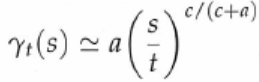 γ_t(s) ≃ a(s/t)^{c/(c+a)}